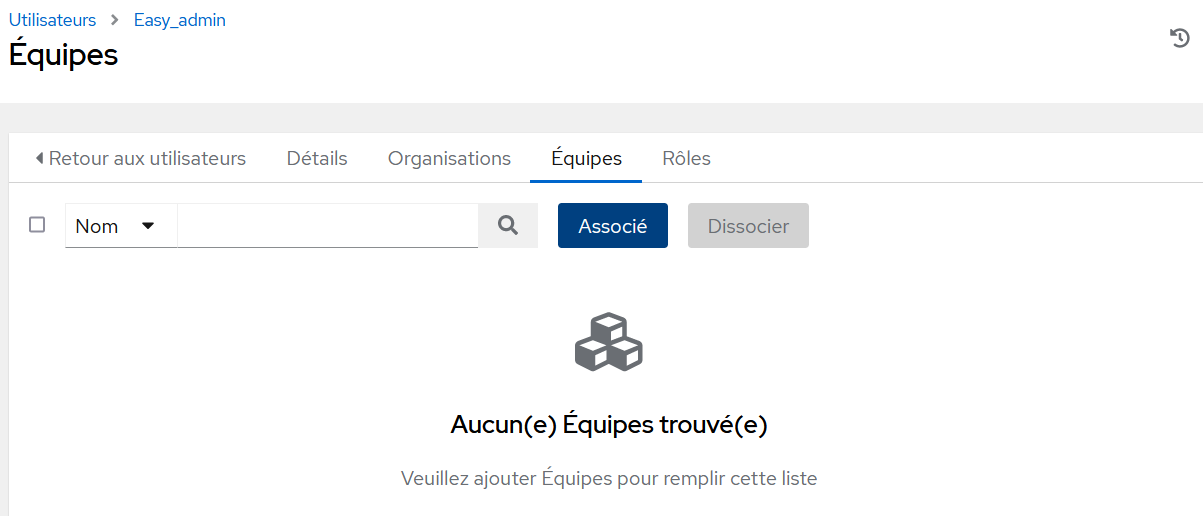 Utilisateurs > Easy_admin
Équipes
Retour aux utilisateurs Détails Organisations Équipes Rôles
Nom Associé Dissocier
Aucun(e) Équipes trouvé(e)
Veuillez ajouter Équipes pour remplir cette liste